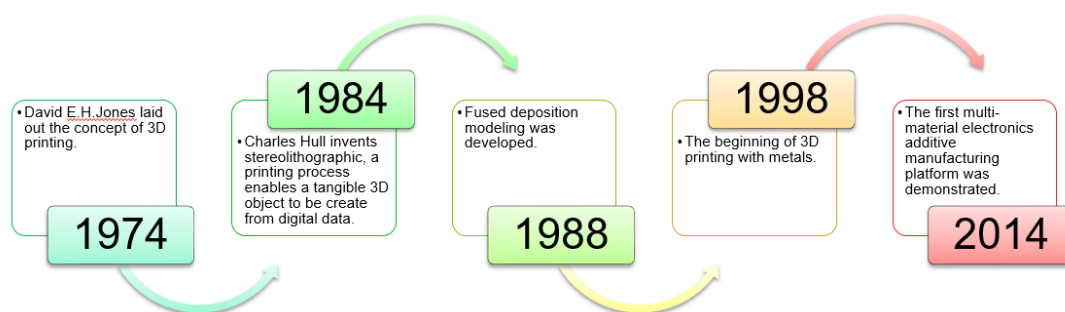 • David E.H.Jones laid
out the concept of 3D
printing.
1974
1984
• Charles Hull invents
stereolithographic, a
printing process
enables a tangible 3D
object to be create
from digital data.
• Fused deposition
modeling was
developed.
1988
1998
• The beginning of 3D
printing with metals.
• The first multi-
material electronics
additive
manufacturing
platform was
demonstrated.
2014